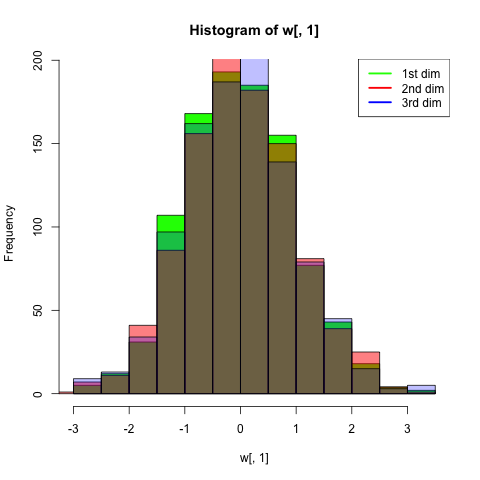 Histogram of w[, 1]
1st dim
2nd dim
3rd dim
Frequency
200
150
100
50
0
-3 -2 -1 0 1 2 3
w[, 1]